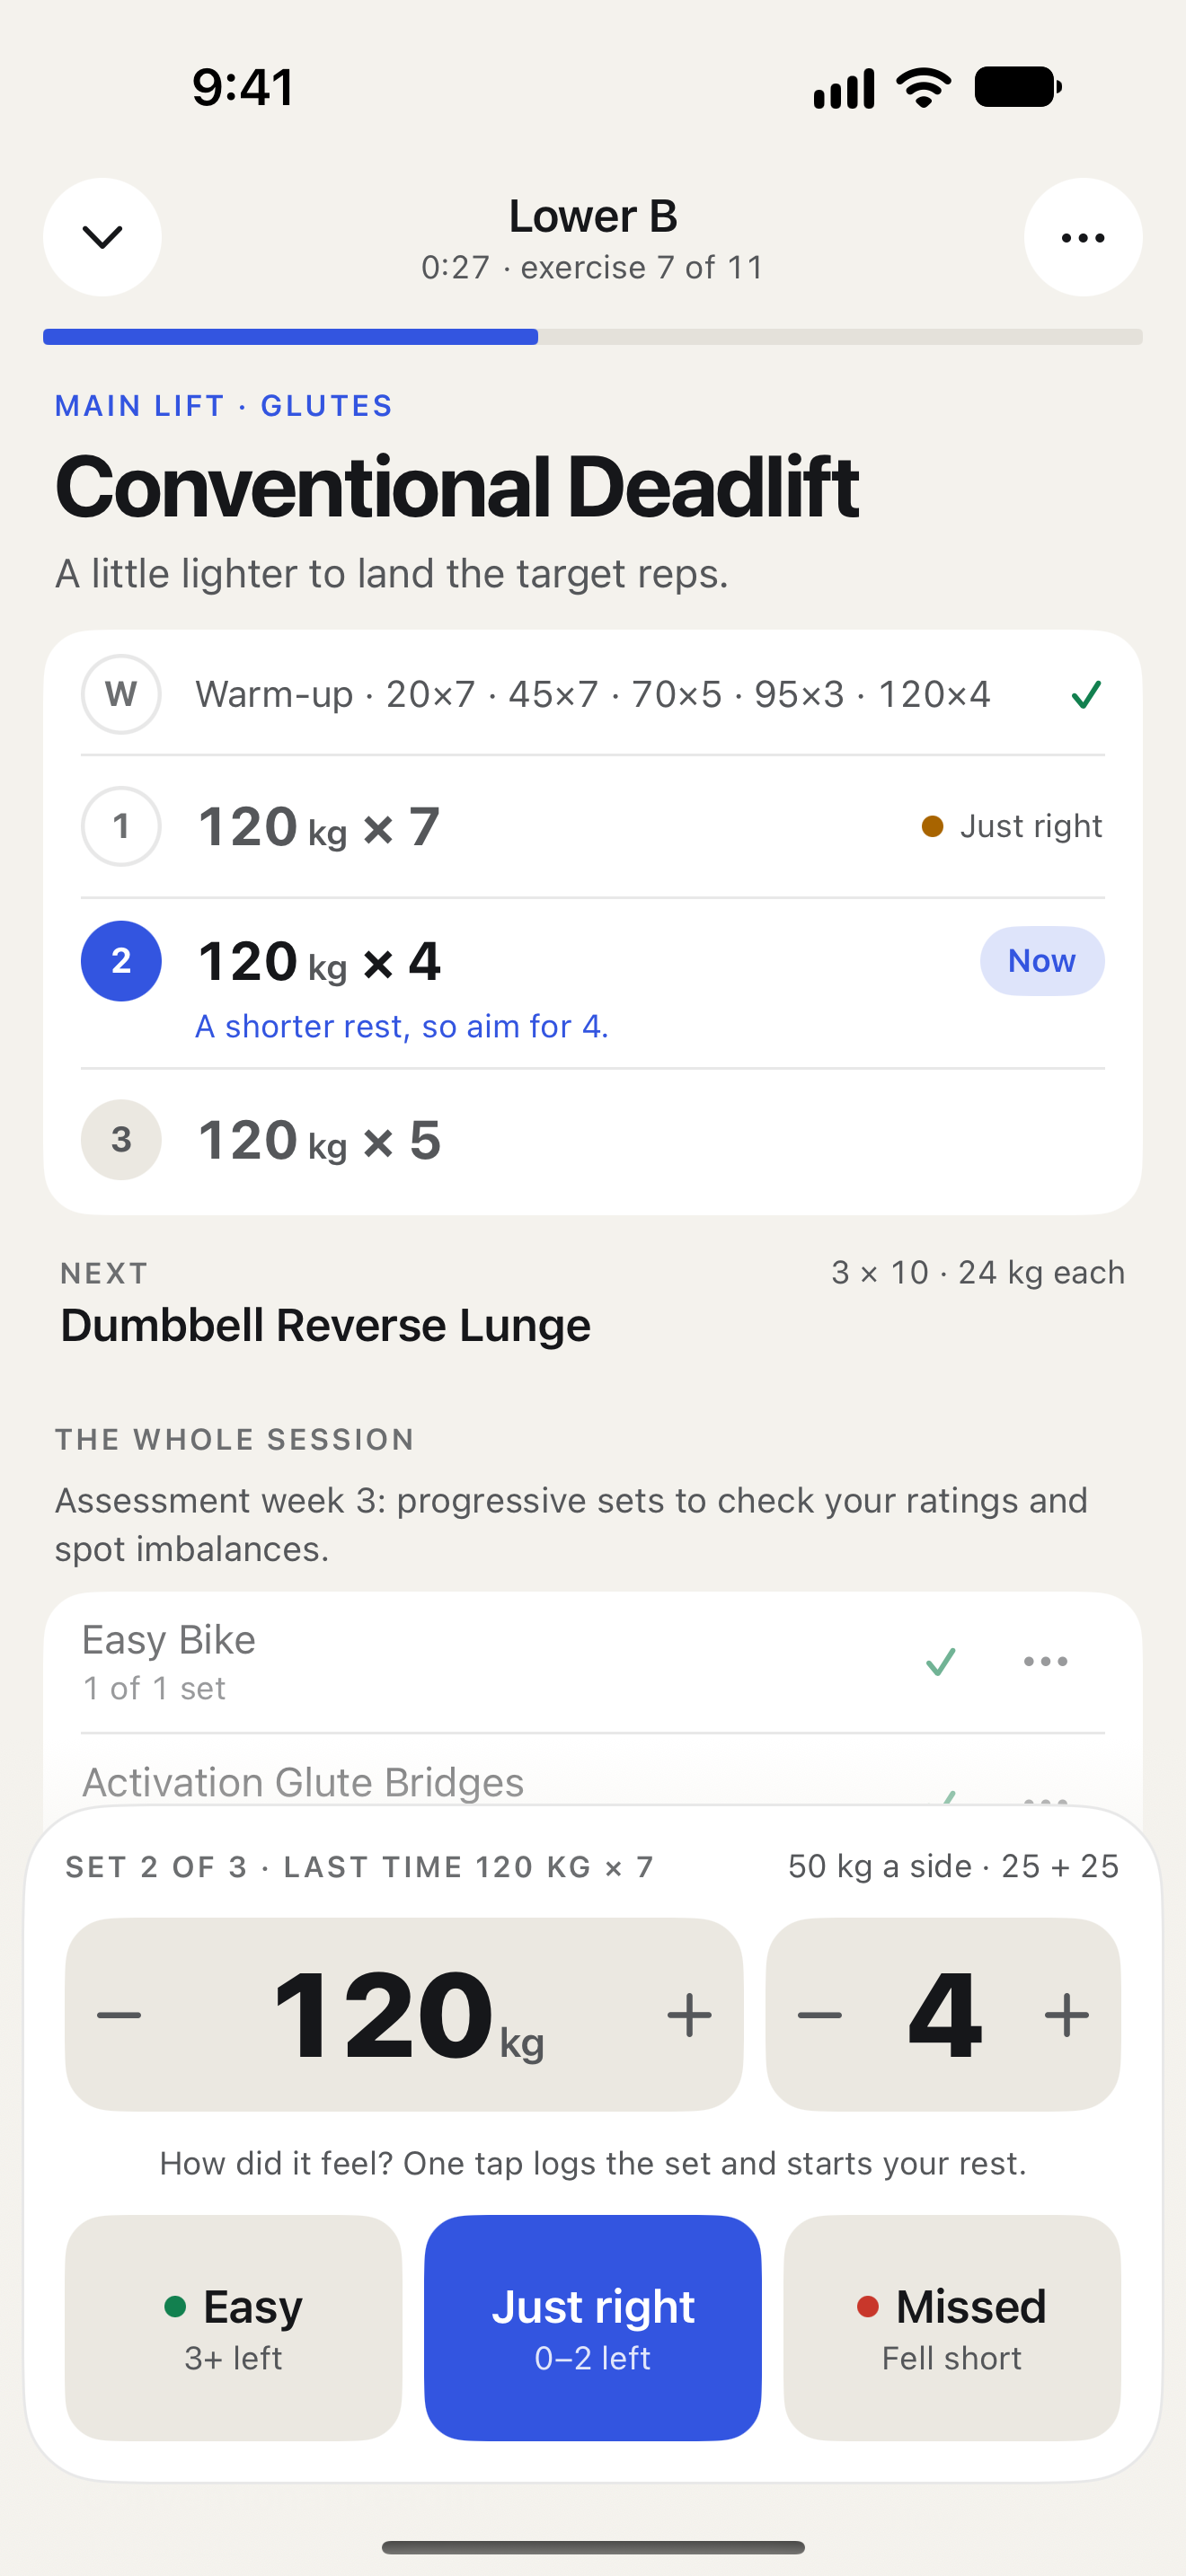 9:41
Lower B
0:27 · exercise 7 of 11
MAIN LIFT · GLUTES
Conventional Deadlift
A little lighter to land the target reps.
W Warm-up · 20×7 · 45×7 · 70×5 · 95×3 · 120×4
1 120 kg × 7 Just right
2 120 kg × 4 Now
A shorter rest, so aim for 4.
3 120 kg × 5
NEXT 3 × 10 · 24 kg each
Dumbbell Reverse Lunge
THE WHOLE SESSION
Assessment week 3: progressive sets to check your ratings and
spot imbalances.
Easy Bike
1 of 1 set
Activation Glute Bridges
SET 2 OF 3 · LAST TIME 120 KG × 7 50 kg a side · 25 + 25
− 120 kg + − 4 +
How did it feel? One tap logs the set and starts your rest.
Easy Just right Missed
3+ left 0–2 left Fell short